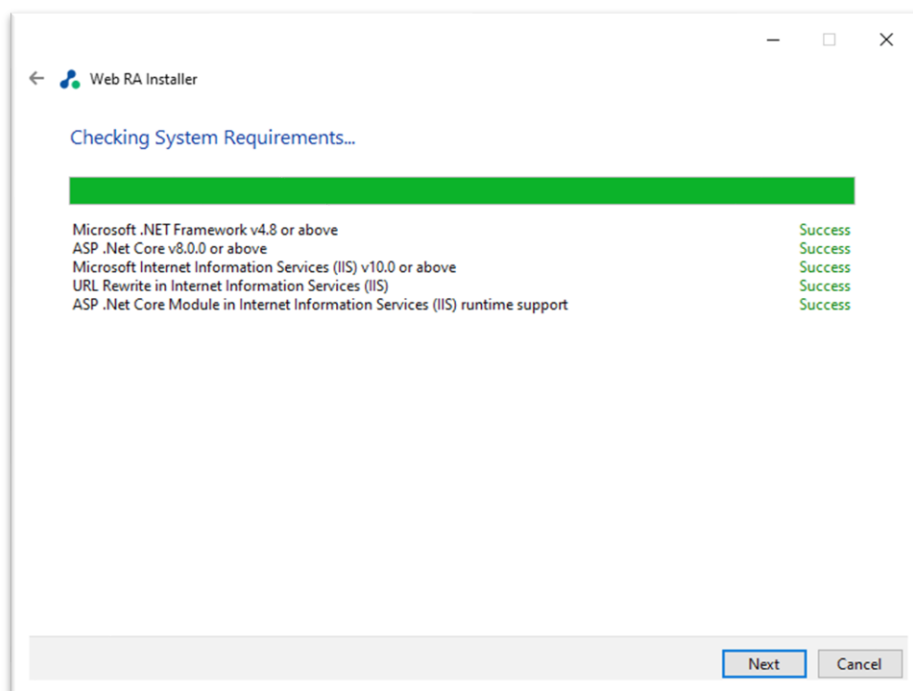 Web RA Installer
Checking System Requirements...
Microsoft .NET Framework v4.8 or above Success
ASP .Net Core v8.0.0 or above Success
Microsoft Internet Information Services (IIS) v10.0 or above Success
URL Rewrite in Internet Information Services (IIS) Success
ASP .Net Core Module in Internet Information Services (IIS) runtime support Success
Next Cancel